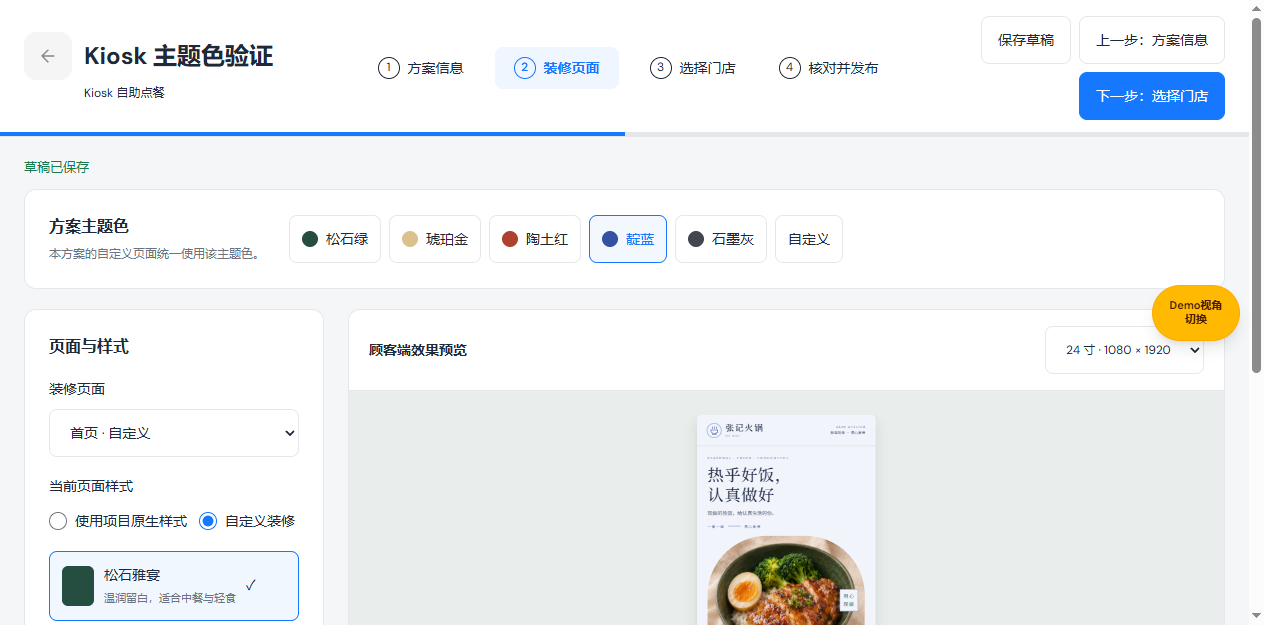 Kiosk 主题色验证
Kiosk 自助点餐
1 方案信息
2 装修页面
3 选择门店
4 核对并发布
保存草稿
上一步：方案信息
下一步：选择门店
草稿已保存
方案主题色
本方案的自定义页面统一使用该主题色。
松石绿
琥珀金
陶土红
靛蓝
石墨灰
自定义
Demo视角
切换
页面与样式
装修页面
首页 · 自定义
当前页面样式
使用项目原生样式
自定义装修
松石雅宴
温润留白，适合中餐与轻食
顾客端效果预览
24 寸 · 1080 × 1920
张记火锅
热乎好饭，
认真做好